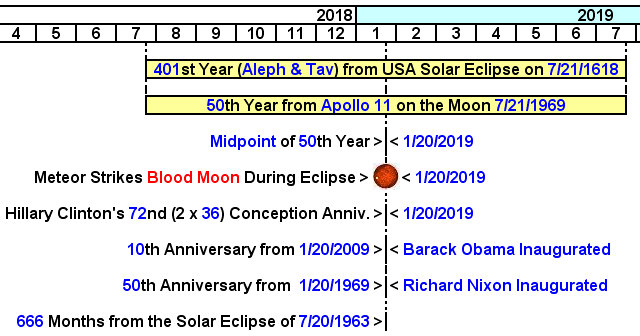 2018 2019
4 5 6 7 8 9 10 11 12 1 2 3 4 5 6 7
401st Year (Aleph & Tav) from USA Solar Eclipse on 7/21/1618
50th Year from Apollo 11 on the Moon 7/21/1969
Midpoint of 50th Year > < 1/20/2019
Meteor Strikes Blood Moon During Eclipse > < 1/20/2019
Hillary Clinton's 72nd (2 x 36) Conception Anniv. > < 1/20/2019
10th Anniversary from 1/20/2009 > < Barack Obama Inaugurated
50th Anniversary from 1/20/1969 > < Richard Nixon Inaugurated
666 Months from the Solar Eclipse of 7/20/1963 >